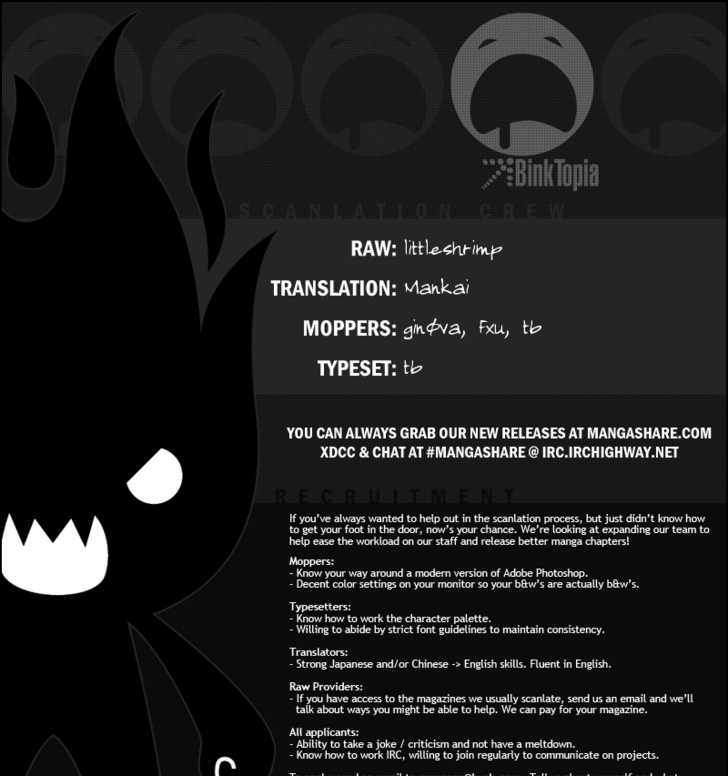 BinkTopia
SCANLATION CREW
RAW: littleshrimp
TRANSLATION: Mankai
MOPPERS: gin¢va, fxu, tb
TYPESET: tb
YOU CAN ALWAYS GRAB OUR NEW RELEASES AT MANGASHARE.COM
XDCC & CHAT AT #MANGASHARE @ IRC.IRCHIGHWAY.NET
RECRUITMENT
If you've always wanted to help out in the scanlation process, but just didn't know how
to get your foot in the door, now's your chance. We're looking at expanding our team to
help ease the workload on our staff and release better manga chapters!
Moppers:
- Know your way around a modern version of Adobe Photoshop.
- Decent color settings on your monitor so your b&w's are actually b&w's.
Typesetters:
- Know how to work the character palette.
- Willing to abide by strict font guidelines to maintain consistency.
Translators:
- Strong Japanese and/or Chinese -> English skills. Fluent in English.
Raw Providers:
- If you have access to the magazines we usually scanlate, send us an email and we'll
talk about ways you might be able to help. We can pay for your magazine.
All applicants:
- Ability to take a joke / criticism and not have a meltdown.
- Know how to work IRC, willing to join regularly to communicate on projects.